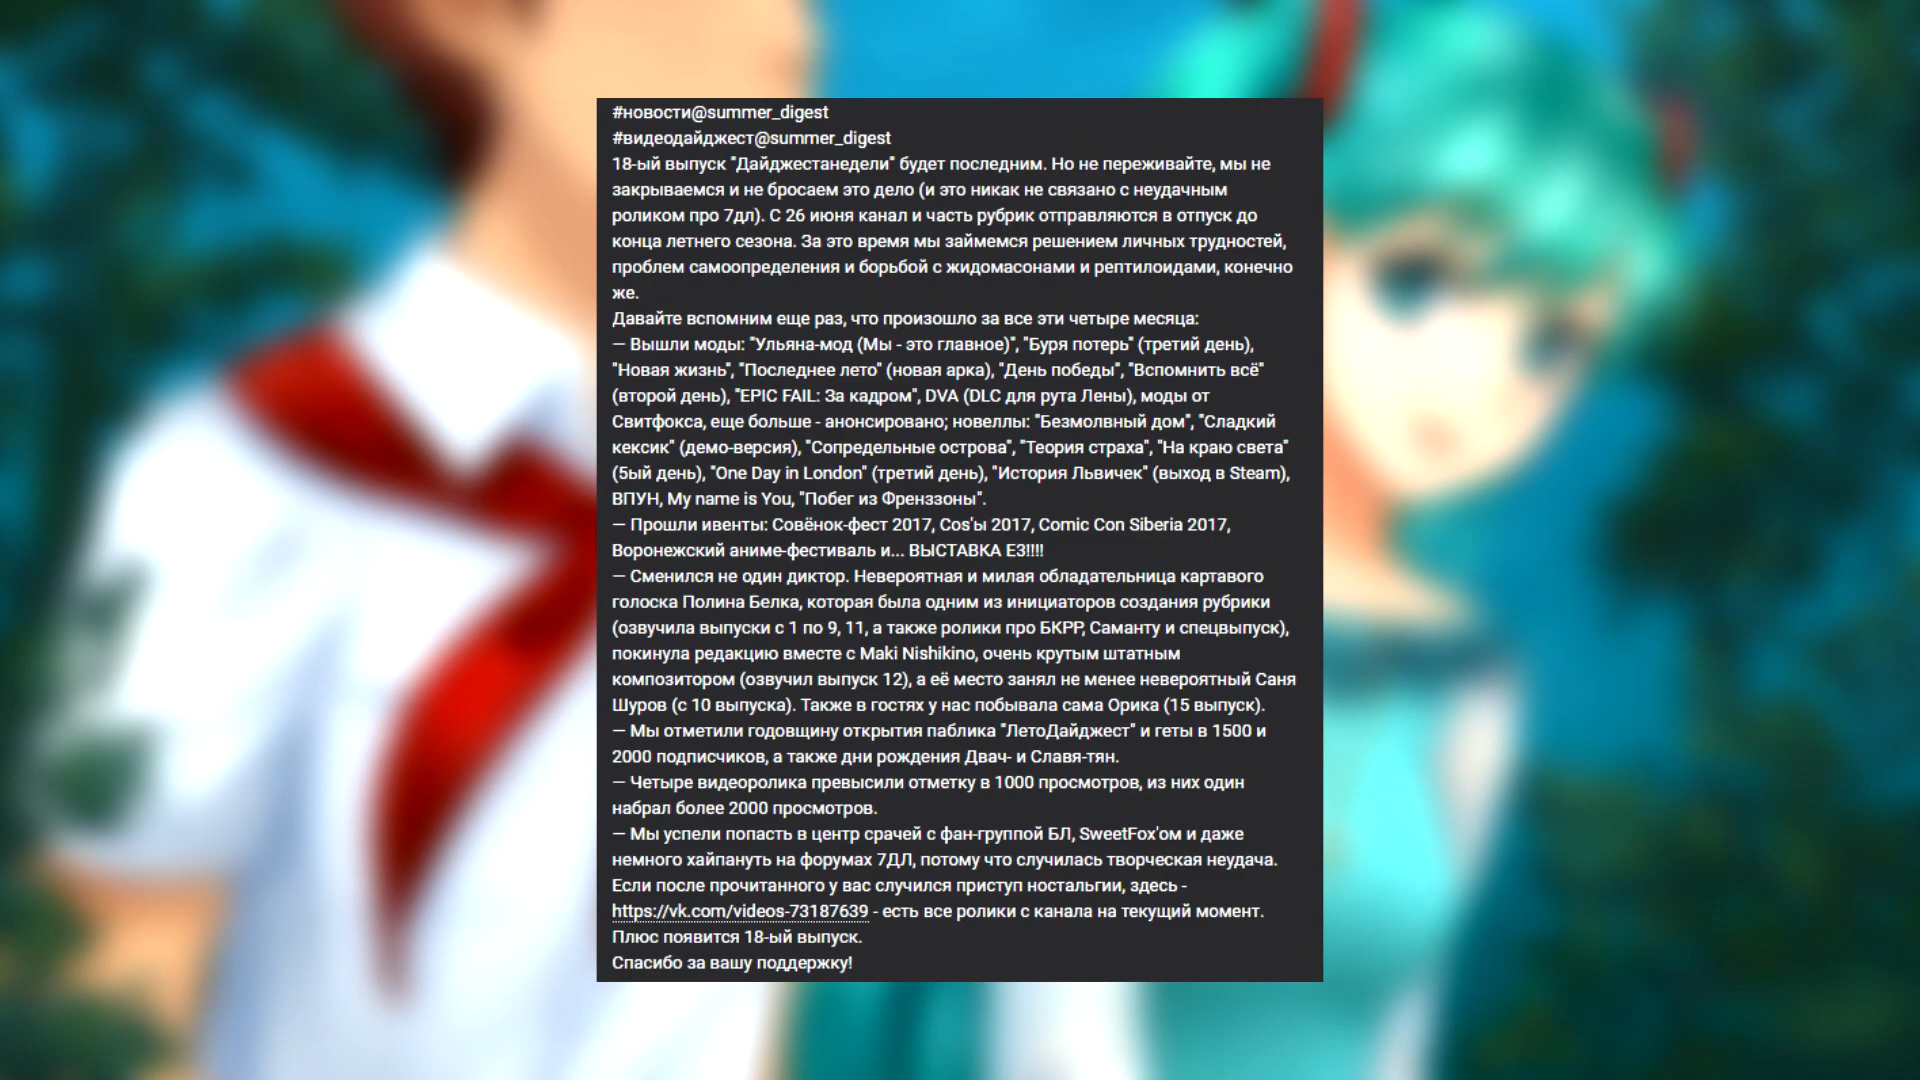 #новости@summer_digest
#видеодайджест@summer_digest
18-ый выпуск "Дайджестанедели" будет последним. Но не переживайте, мы не
закрываемся и не бросаем это дело (и это никак не связано с неудачным
роликом про 7дл). С 26 июня канал и часть рубрик отправляются в отпуск до
конца летнего сезона. За это время мы займемся решением личных трудностей,
проблем самоопределения и борьбой с жидомасонами и рептилоидами, конечно
же.
Давайте вспомним еще раз, что произошло за все эти четыре месяца:
— Вышли моды: "Ульяна-мод (Мы - это главное)", "Буря потерь" (третий день),
"Новая жизнь", "Последнее лето" (новая арка), "День победы", "Вспомнить всё"
(второй день), "EPIC FAIL: За кадром", DVA (DLC для рута Лены), моды от
Свитфокса, еще больше - анонсировано; новеллы: "Безмолвный дом", "Сладкий
кексик" (демо-версия), "Сопредельные острова", "Теория страха", "На краю света"
(5ый день), "One Day in London" (третий день), "История Львичек" (выход в Steam),
ВПУН, My name is You, "Побег из Френззоны".
— Прошли ивенты: Совёнок-фест 2017, Cos'ы 2017, Comic Con Siberia 2017,
Воронежский аниме-фестиваль и... ВЫСТАВКА Е3!!!!
— Сменился не один диктор. Невероятная и милая обладательница картавого
голоска Полина Белка, которая была одним из инициаторов создания рубрики
(озвучила выпуски с 1 по 9, 11, а также ролики про БКРР, Саманту и спецвыпуск),
покинула редакцию вместе с Maki Nishikino, очень крутым штатным
композитором (озвучил выпуск 12), а её место занял не менее невероятный Саня
Шуров (с 10 выпуска). Также в гостях у нас побывала сама Орика (15 выпуск).
— Мы отметили годовщину открытия паблика "ЛетоДайджест" и геты в 1500 и
2000 подписчиков, а также дни рождения Двач- и Славя-тян.
— Четыре видеоролика превысили отметку в 1000 просмотров, из них один
набрал более 2000 просмотров.
— Мы успели попасть в центр срачей с фан-группой БЛ, SweetFox'ом и даже
немного хайпануть на форумах 7ДЛ, потому что случилась творческая неудача.
Если после прочитанного у вас случился приступ ностальгии, здесь -
https://vk.com/videos-73187639 - есть все ролики с канала на текущий момент.
Плюс появится 18-ый выпуск.
Спасибо за вашу поддержку!